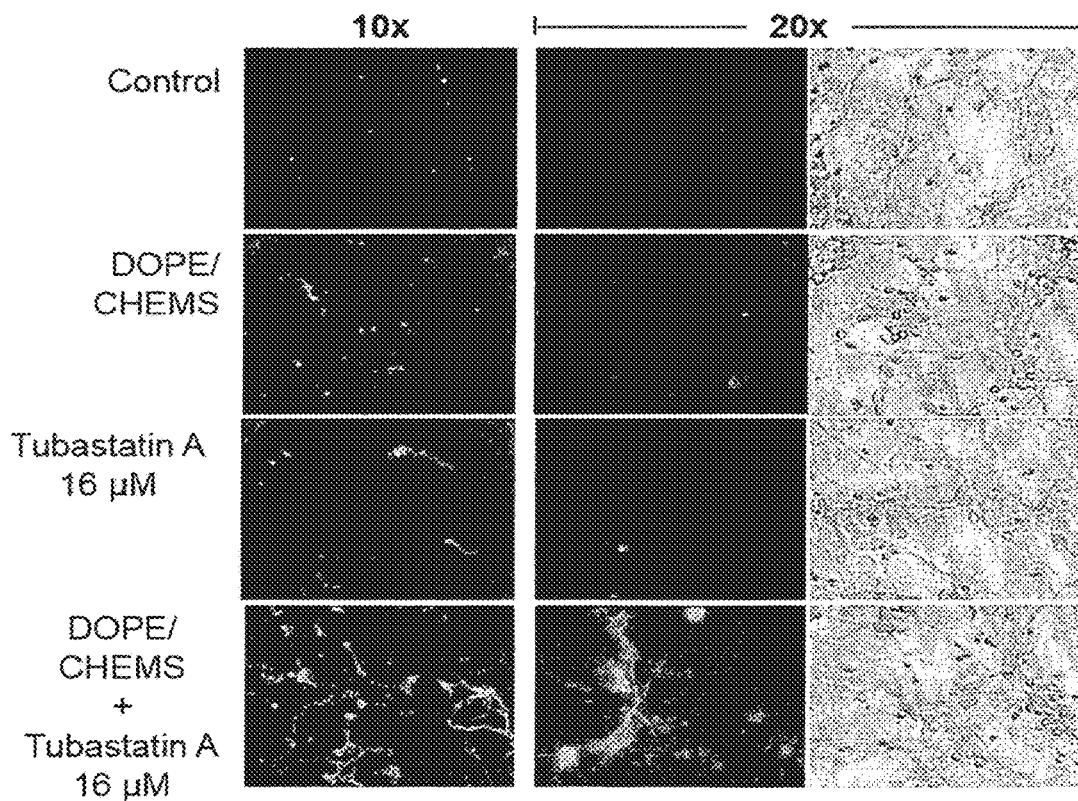 10x
20x
Control
DOPE/
CHEMS
Tubastatin A
16 µM
DOPE/
CHEMS
+
Tubastatin A
16 µM